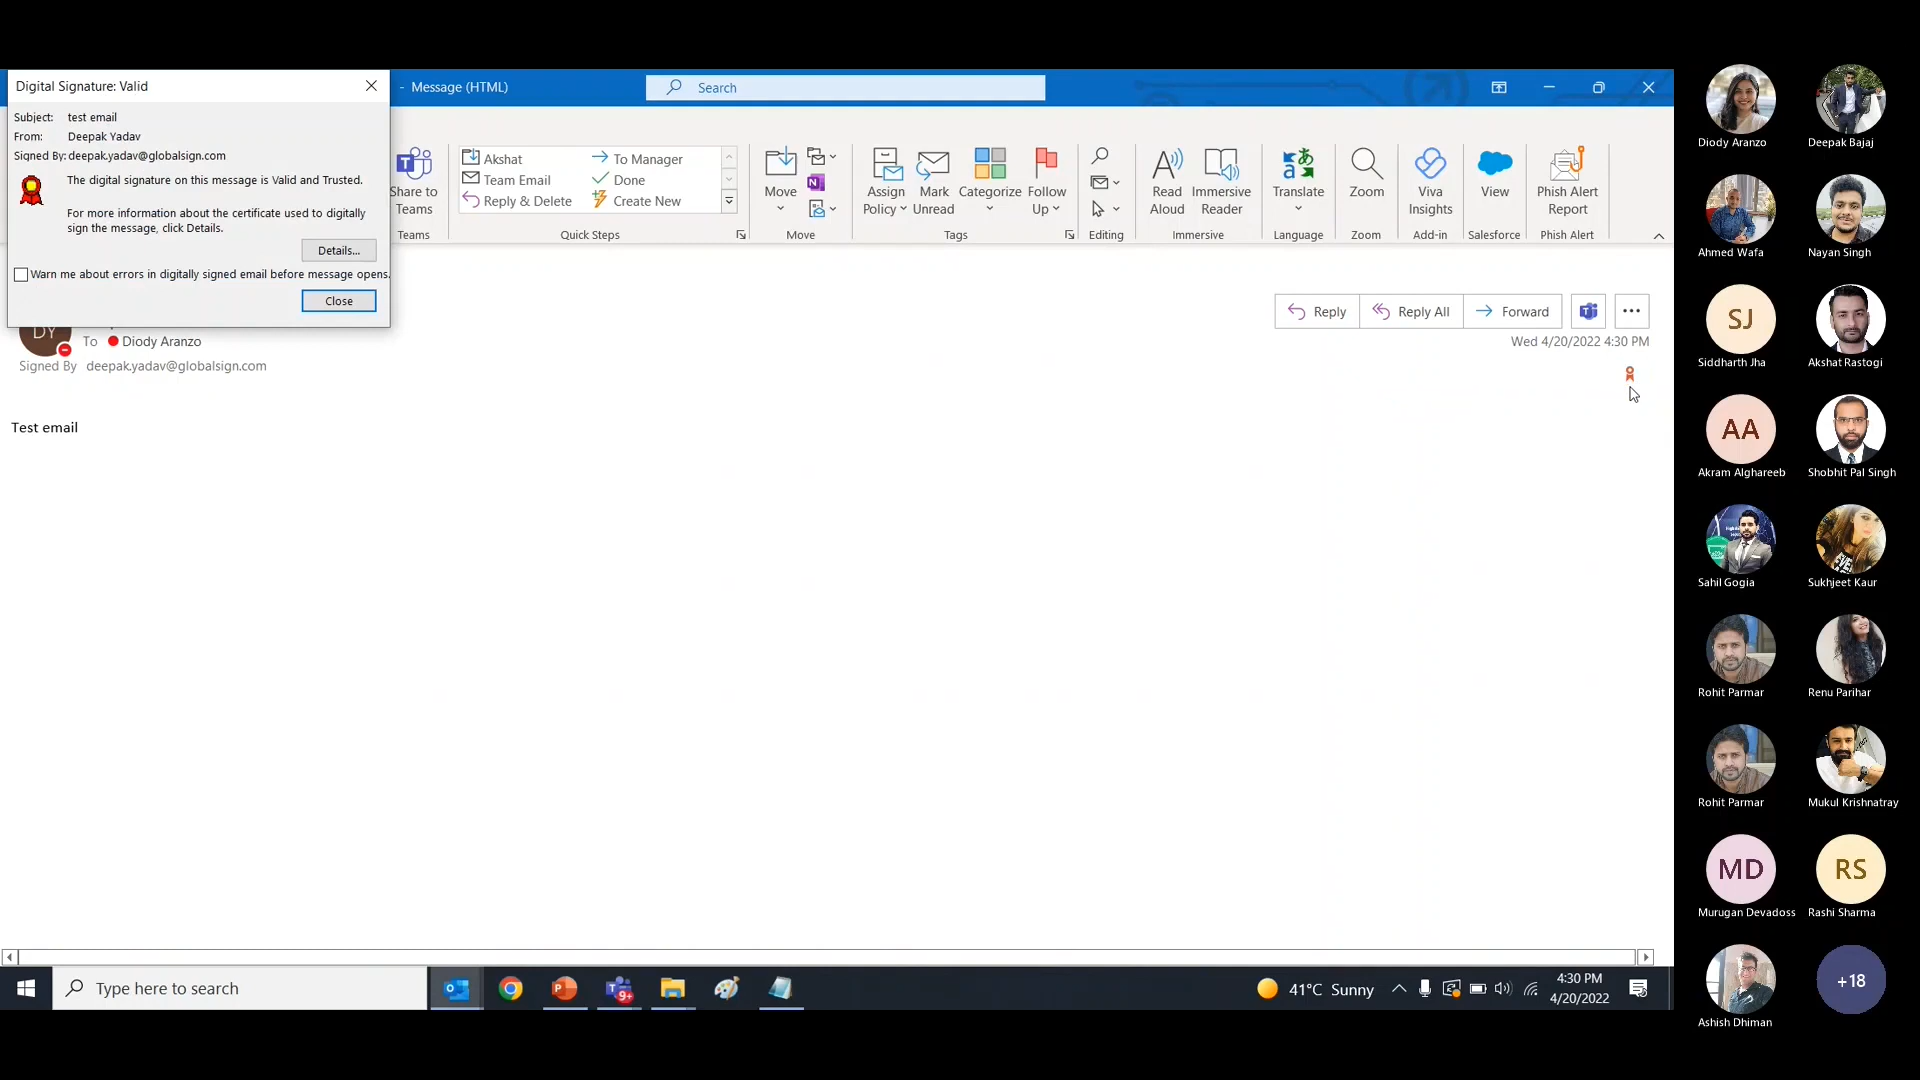 Digital Signature: Valid
- Message (HTML)
Search
Subject: test email
From: Deepak Yadav
Signed By: deepak.yadav@globalsign.com
The digital signature on this message is Valid and Trusted.
For more information about the certificate used to digitally
sign the message, click Details.
Details...
Warn me about errors in digitally signed email before message opens.
Close
Share to
Teams
Teams
Akshat
To Manager
Team Email
Done
Reply & Delete
Create New
Quick Steps
Move
Move
Assign
Policy
Mark
Unread
Categorize
Follow
Up
Tags
Editing
Read
Aloud
Immersive
Reader
Immersive
Translate
Language
Zoom
Zoom
Viva
Insights
Add-in
View
Salesforce
Phish Alert
Report
Phish Alert
DY
To Diody Aranzo
Signed By deepak.yadav@globalsign.com
Reply
Reply All
Forward
Wed 4/20/2022 4:30 PM
Test email
Type here to search
9+
41°C Sunny
4:30 PM
4/20/2022
Diody Aranzo
Deepak Bajaj
Ahmed Wafa
Nayan Singh
SJ
Siddharth Jha
Akshat Rastogi
AA
Akram Alghareeb
Shobhit Pal Singh
Sahil Gogia
Sukhjeet Kaur
Rohit Parmar
Renu Parihar
Rohit Parmar
Mukul Krishnatray
MD
Murugan Devadoss
RS
Rashi Sharma
Ashish Dhiman
+18